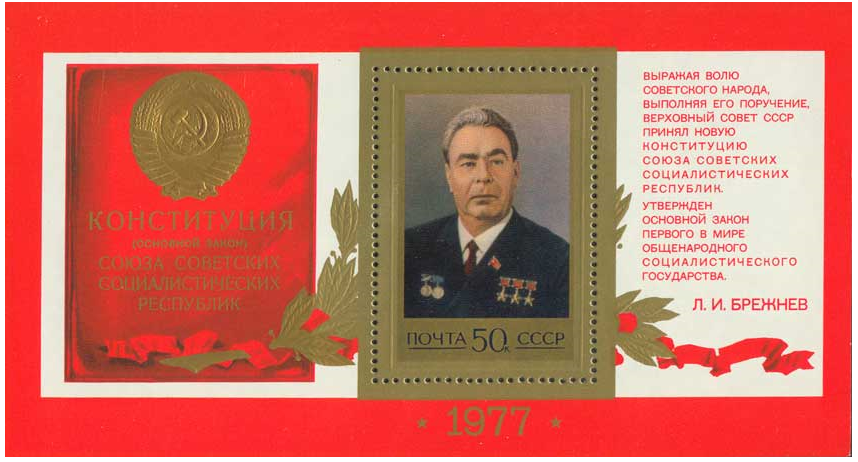 КОНСТИТУЦИЯ
(ОСНОВНОЙ ЗАКОН)
СОЮЗА СОВЕТСКИХ
СОЦИАЛИСТИЧЕСКИХ
РЕСПУБЛИК
ПОЧТА 50к СССР
ВЫРАЖАЯ ВОЛЮ
СОВЕТСКОГО НАРОДА,
ВЫПОЛНЯЯ ЕГО ПОРУЧЕНИЕ,
ВЕРХОВНЫЙ СОВЕТ СССР
ПРИНЯЛ НОВУЮ
КОНСТИТУЦИЮ
СОЮЗА СОВЕТСКИХ
СОЦИАЛИСТИЧЕСКИХ
РЕСПУБЛИК.
УТВЕРЖДЕН
ОСНОВНОЙ ЗАКОН
ПЕРВОГО В МИРЕ
ОБЩЕНАРОДНОГО
СОЦИАЛИСТИЧЕСКОГО
ГОСУДАРСТВА.
Л. И. БРЕЖНЕВ
★ 1977 ★